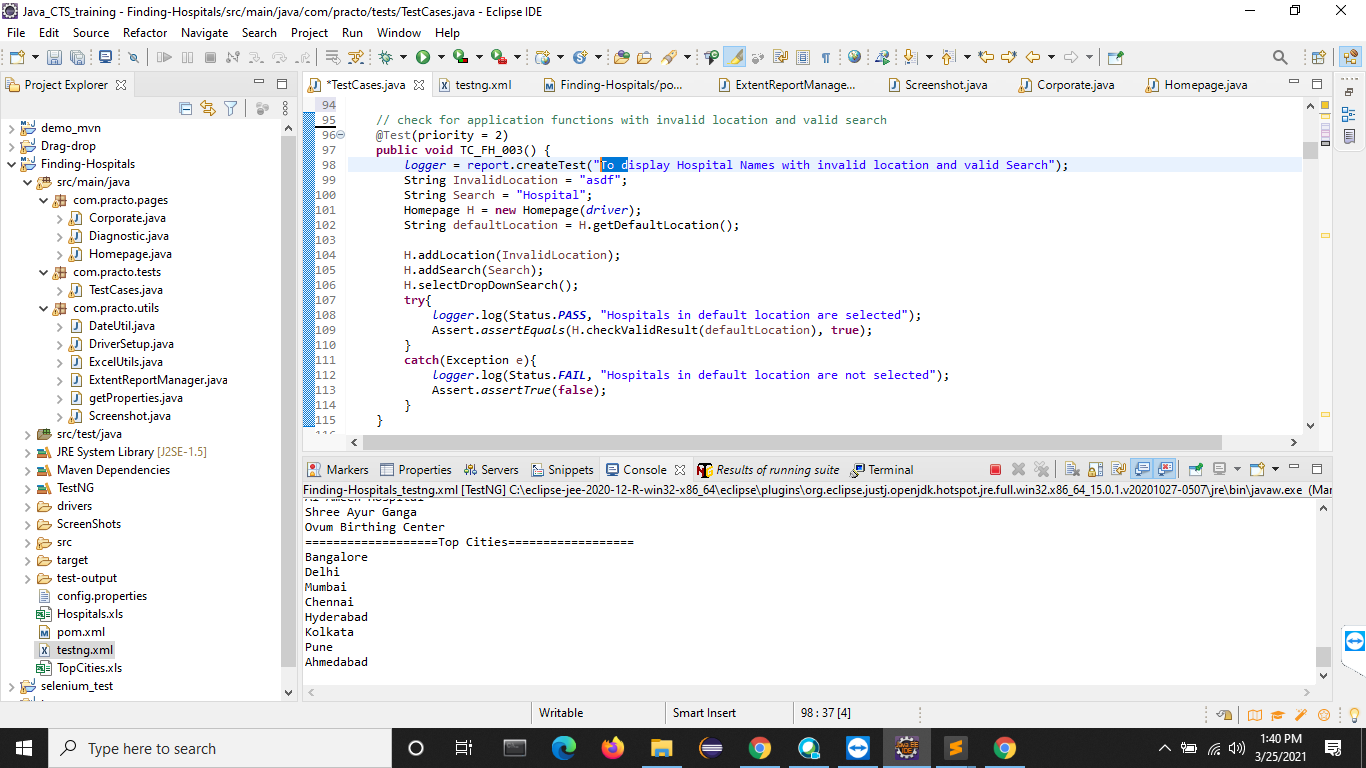 Java_CTS_training - Finding-Hospitals/src/main/java/com/practo/tests/TestCases.java - Eclipse IDE
File Edit Source Refactor Navigate Search Project Run Window Help
Project Explorer
demo_mvn
Drag-drop
Finding-Hospitals
src/main/java
com.practo.pages
Corporate.java
Diagnostic.java
Homepage.java
com.practo.tests
TestCases.java
com.practo.utils
DateUtil.java
DriverSetup.java
ExcelUtils.java
ExtentReportManager.java
getProperties.java
Screenshot.java
src/test/java
JRE System Library [J2SE-1.5]
Maven Dependencies
TestNG
drivers
ScreenShots
src
target
test-output
config.properties
Hospitals.xls
pom.xml
testng.xml
TopCities.xls
selenium_test
*TestCases.java testng.xml Finding-Hospitals/po... ExtentReportManage... Screenshot.java Corporate.java Homepage.java
94
95 // check for application functions with invalid location and valid search
96 @Test(priority = 2)
97 public void TC_FH_003() {
98 logger = report.createTest("To display Hospital Names with invalid location and valid Search");
99 String InvalidLocation = "asdf";
100 String Search = "Hospital";
101 Homepage H = new Homepage(driver);
102 String defaultLocation = H.getDefaultLocation();
103
104 H.addLocation(InvalidLocation);
105 H.addSearch(Search);
106 H.selectDropDownSearch();
107 try{
108 logger.log(Status.PASS, "Hospitals in default location are selected");
109 Assert.assertEquals(H.checkValidResult(defaultLocation), true);
110 }
111 catch(Exception e){
112 logger.log(Status.FAIL, "Hospitals in default location are not selected");
113 Assert.assertTrue(false);
114 }
115 }
Markers Properties Servers Snippets Console Results of running suite Terminal
Finding-Hospitals_testng.xml [TestNG] C:\eclipse-jee-2020-12-R-win32-x86_64\eclipse\plugins\org.eclipse.justj.openjdk.hotspot.jre.full.win32.x86_64_15.0.1.v20201027-0507\jre\bin\javaw.exe (Mar
Shree Ayur Ganga
Ovum Birthing Center
===================Top Cities==================
Bangalore
Delhi
Mumbai
Chennai
Hyderabad
Kolkata
Pune
Ahmedabad
Writable Smart Insert 98 : 37 [4]
Type here to search
1:40 PM
3/25/2021